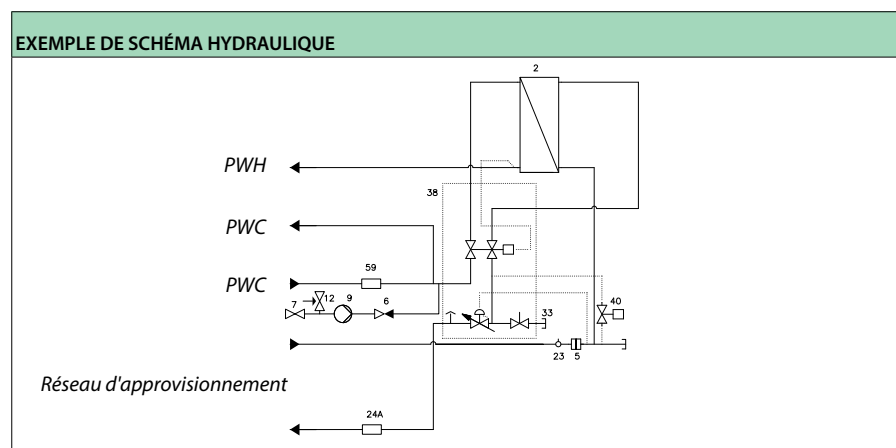 EXEMPLE DE SCHÉMA HYDRAULIQUE
2
PWH
38
PWC
PWC
59
7
12
9
6
33
40
23
5
Réseau d'approvisionnement
24A